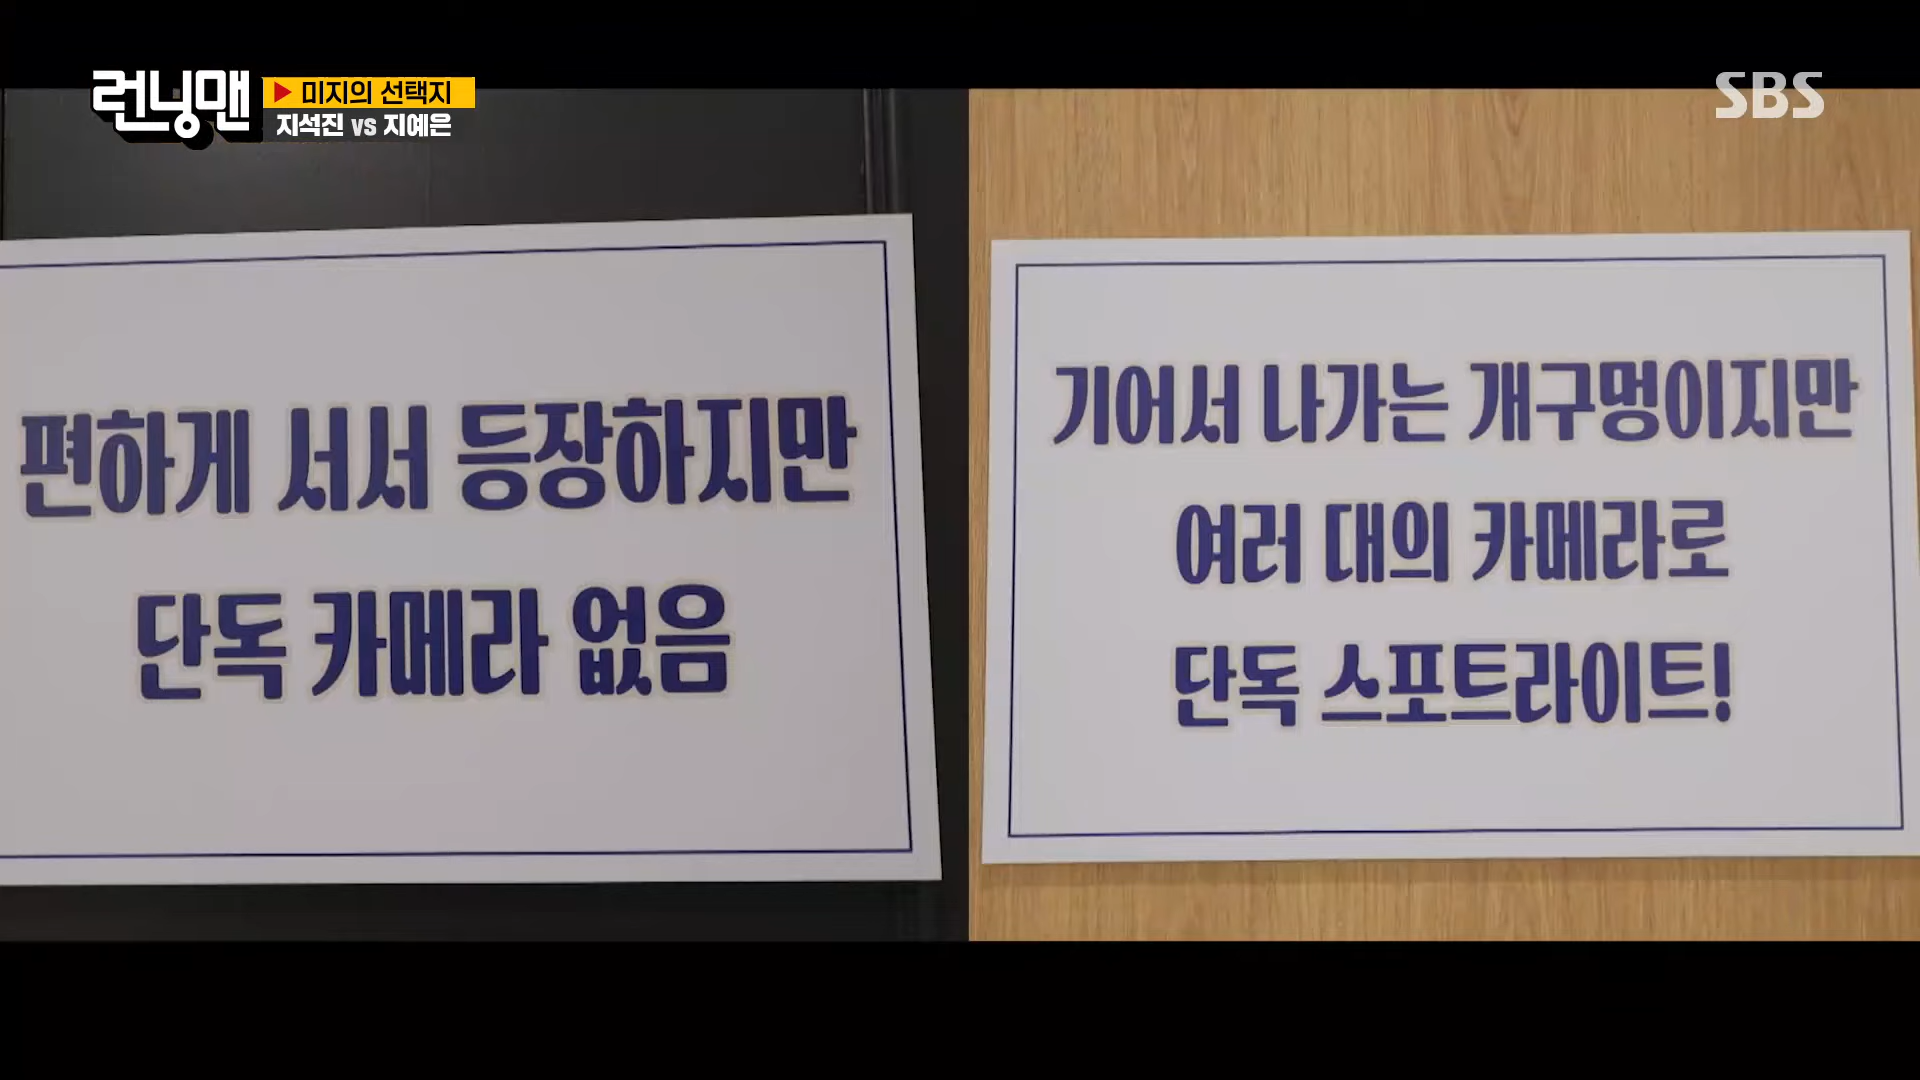 런닝맨
▶ 미지의 선택지
지석진 vs 지예은
SBS
편하게 서서 등장하지만
단독 카메라 없음
기어서 나가는 개구멍이지만
여러 대의 카메라로
단독 스포트라이트!